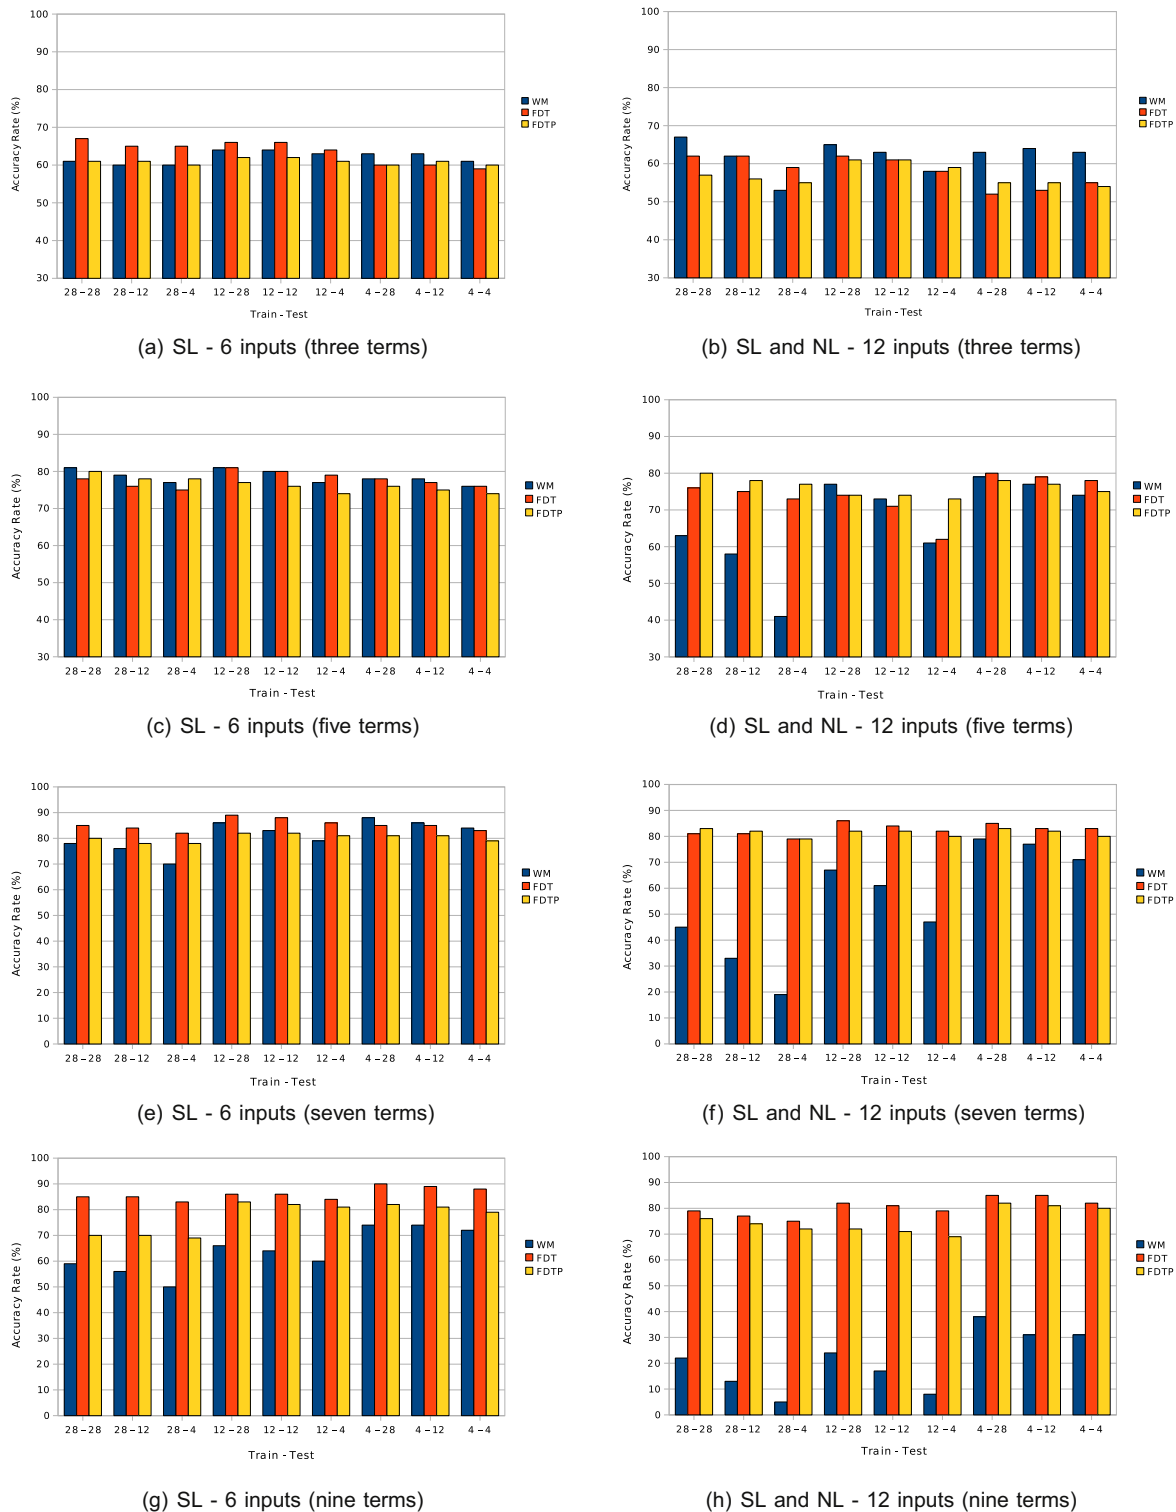 100
90
80
70
60
50
40
30
Accuracy Rate (%)
28–28 28–12 28–4 12–28 12–12 12–4 4–28 4–12 4–4
Train - Test
WM
FDT
FDTP
(a) SL - 6 inputs (three terms)
100
90
80
70
60
50
40
30
Accuracy Rate (%)
28–28 28–12 28–4 12–28 12–12 12–4 4–28 4–12 4–4
Train - Test
WM
FDT
FDTP
(b) SL and NL - 12 inputs (three terms)
100
90
80
70
60
50
40
30
Accuracy Rate (%)
28–28 28–12 28–4 12–28 12–12 12–4 4–28 4–12 4–4
Train - Test
WM
FDT
FDTP
(c) SL - 6 inputs (five terms)
100
90
80
70
60
50
40
30
Accuracy Rate (%)
28–28 28–12 28–4 12–28 12–12 12–4 4–28 4–12 4–4
Train - Test
WM
FDT
FDTP
(d) SL and NL - 12 inputs (five terms)
100
90
80
70
60
50
40
30
20
10
0
Accuracy Rate (%)
28–28 28–12 28–4 12–28 12–12 12–4 4–28 4–12 4–4
Train - Test
WM
FDT
FDTP
(e) SL - 6 inputs (seven terms)
100
90
80
70
60
50
40
30
20
10
0
Accuracy Rate (%)
28–28 28–12 28–4 12–28 12–12 12–4 4–28 4–12 4–4
Train - Test
WM
FDT
FDTP
(f) SL and NL - 12 inputs (seven terms)
100
90
80
70
60
50
40
30
20
10
0
Accuracy Rate (%)
28–28 28–12 28–4 12–28 12–12 12–4 4–28 4–12 4–4
Train - Test
WM
FDT
FDTP
(g) SL - 6 inputs (nine terms)
100
90
80
70
60
50
40
30
20
10
0
Accuracy Rate (%)
28–28 28–12 28–4 12–28 12–12 12–4 4–28 4–12 4–4
Train - Test
WM
FDT
FDTP
(h) SL and NL - 12 inputs (nine terms)